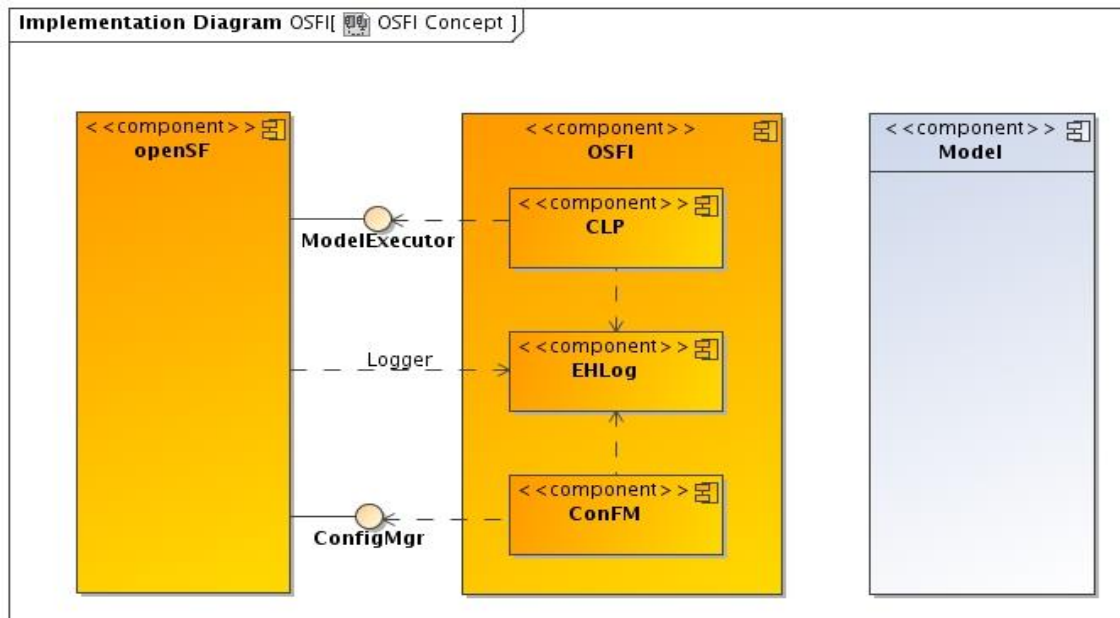 Implementation Diagram OSFI[ OSFI Concept ]
< <component> >
openSF
< <component> >
OSFI
< <component> >
Model
< <component> >
CLP
ModelExecutor
< <component> >
EHLog
Logger
< <component> >
ConFM
ConfigMgr